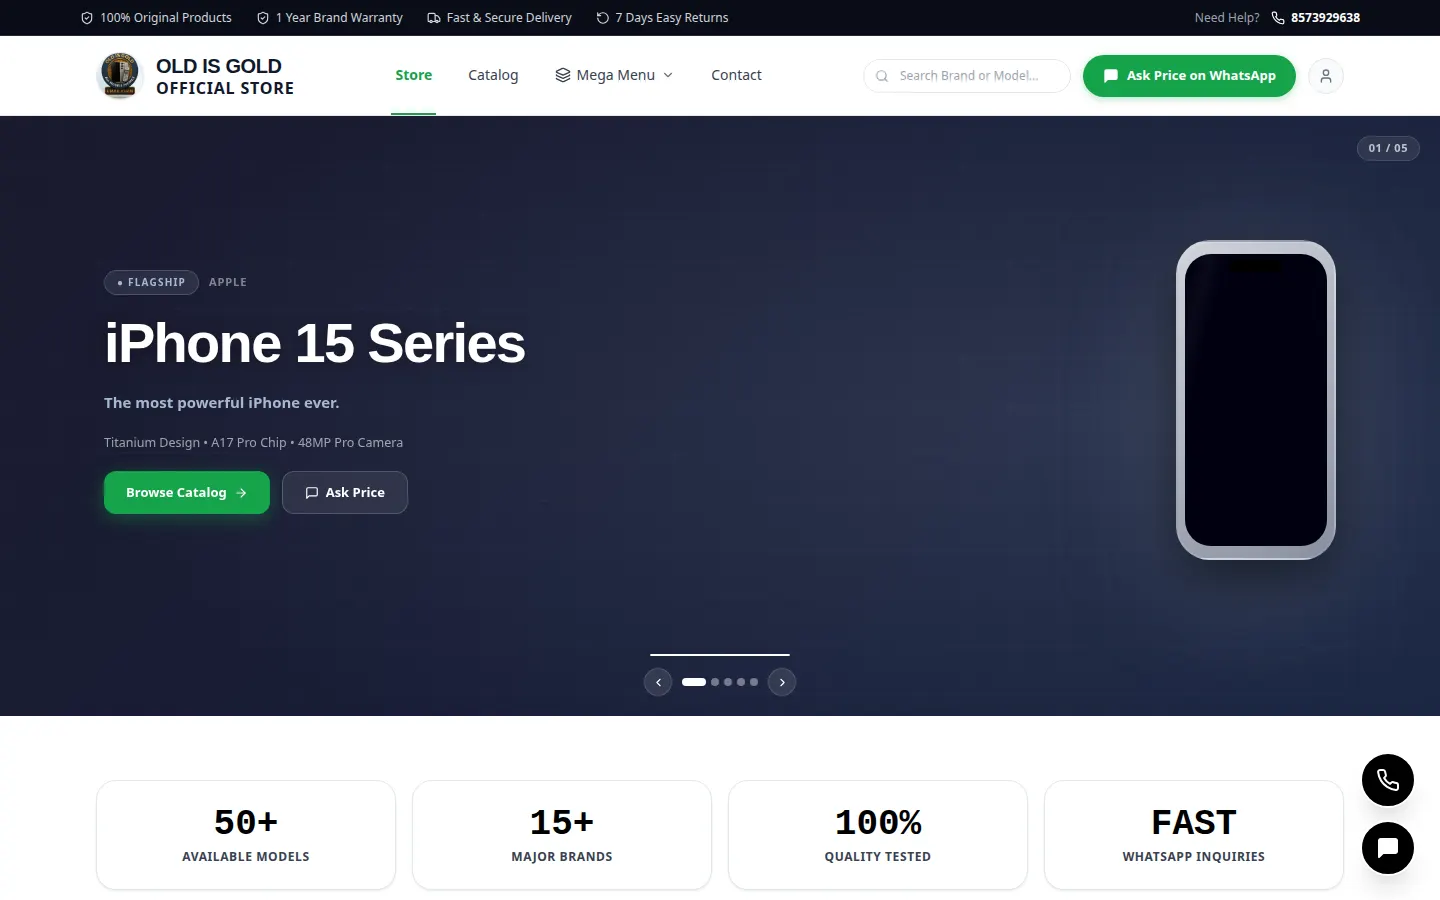 100% Original Products
1 Year Brand Warranty
Fast & Secure Delivery
7 Days Easy Returns
Need Help?
8573929638
OLD IS GOLD
OFFICIAL STORE
Store
Catalog
Mega Menu
Contact
Search Brand or Model...
Ask Price on WhatsApp
01 / 05
• FLAGSHIP
APPLE
iPhone 15 Series
The most powerful iPhone ever.
Titanium Design • A17 Pro Chip • 48MP Pro Camera
Browse Catalog →
Ask Price
50+
AVAILABLE MODELS
15+
MAJOR BRANDS
100%
QUALITY TESTED
FAST
WHATSAPP INQUIRIES